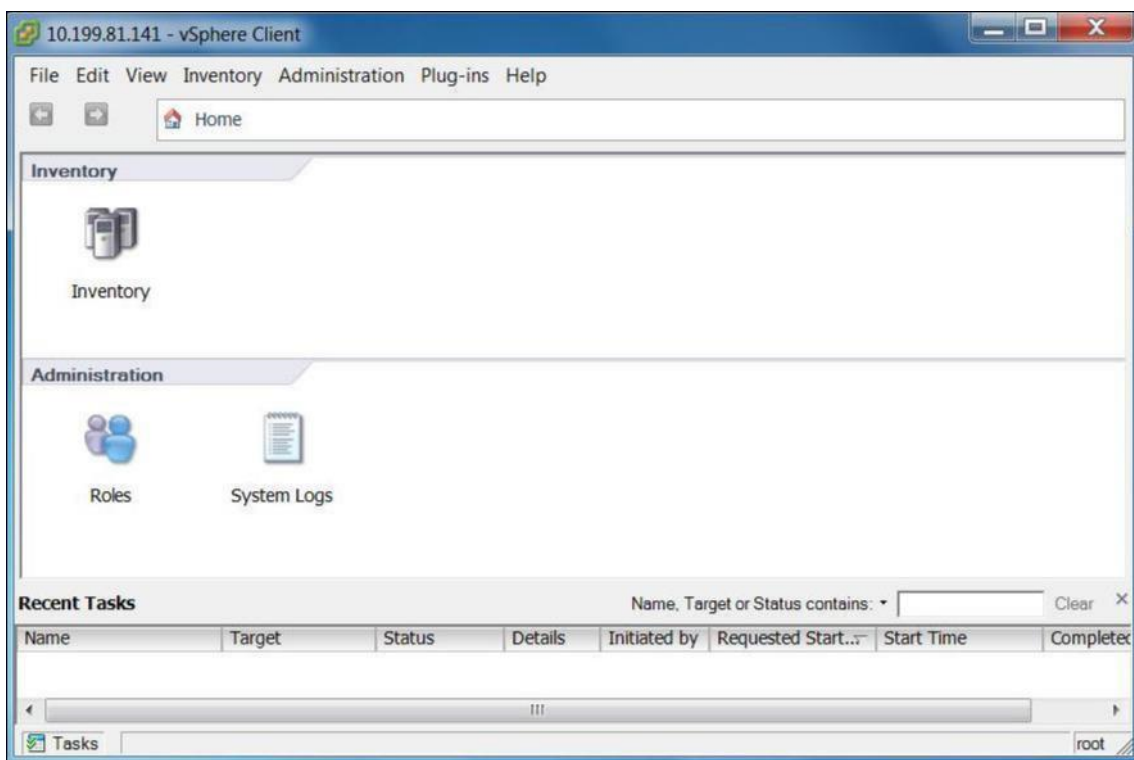 10.199.81.141 - vSphere Client
File Edit View Inventory Administration Plug-ins Help
Home
Inventory
Inventory
Administration
Roles System Logs
Recent Tasks Name, Target or Status contains: Clear
Name Target Status Details Initiated by Requested Start... Start Time Completed
Tasks root